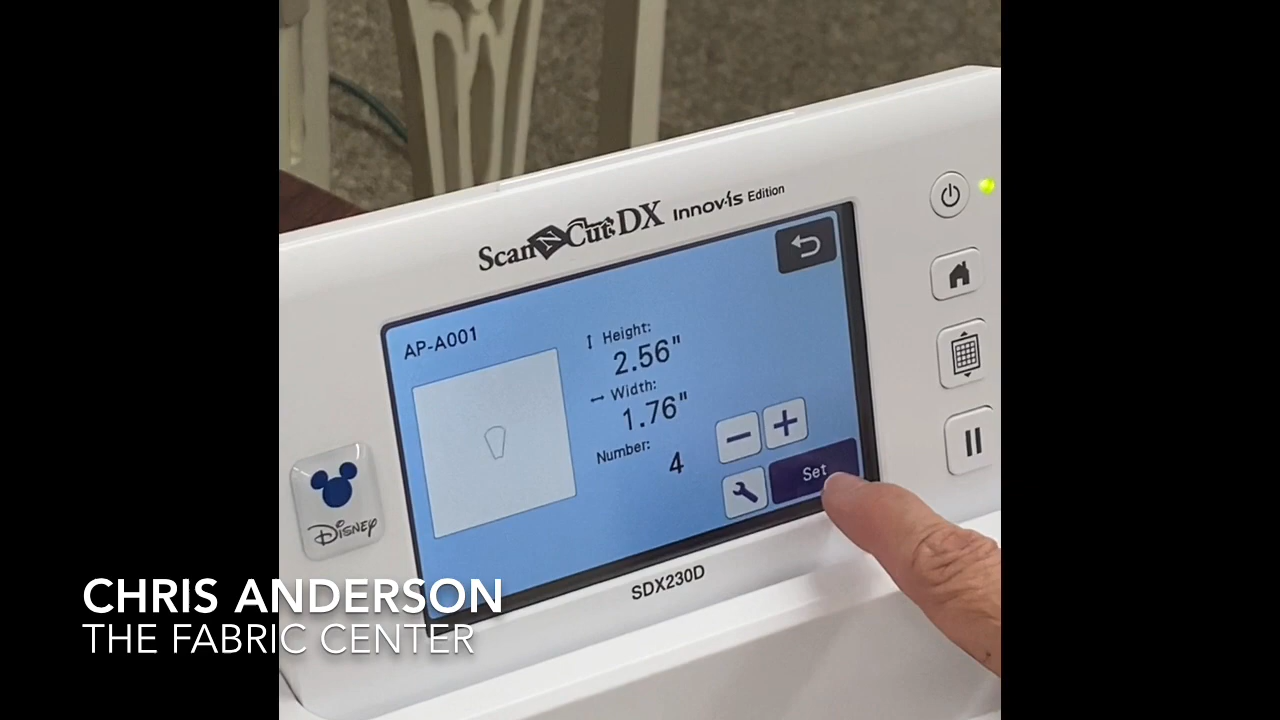 ScanNCut DX Innov-ís Edition
AP-A001
Height:
2.56"
Width:
1.76"
Number:
4
Set
Disney
SDX230D
CHRIS ANDERSON
THE FABRIC CENTER